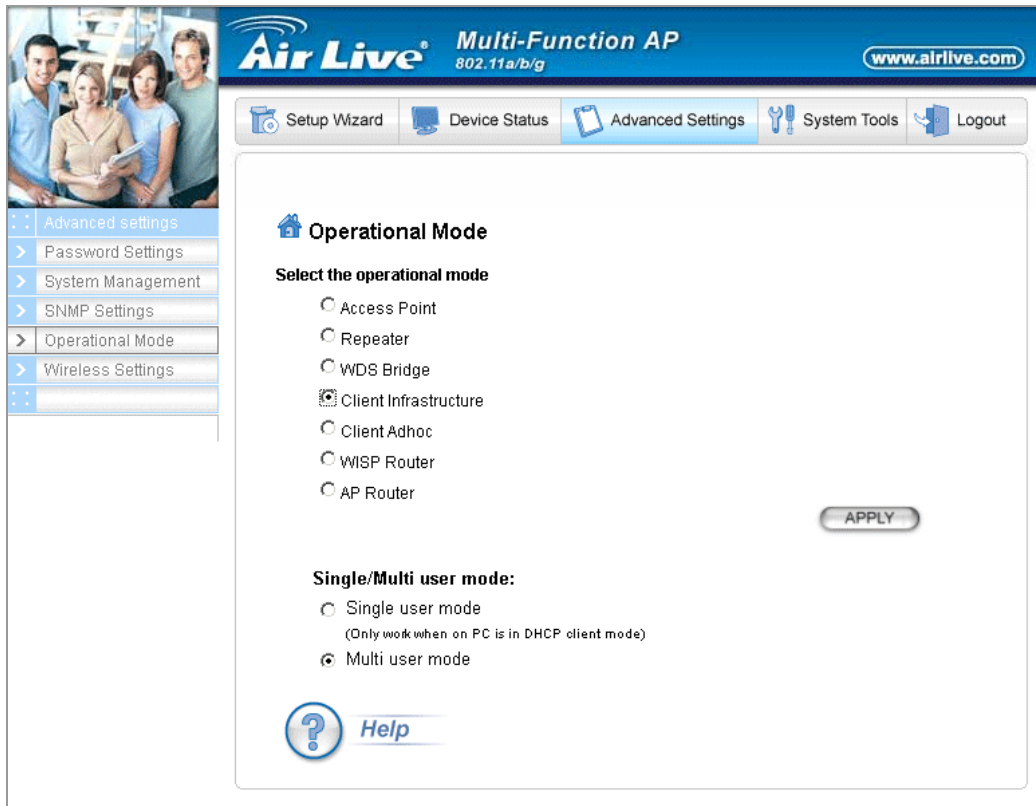 Air Live® Multi-Function AP
802.11a/b/g
www.airlive.com
Setup Wizard Device Status Advanced Settings System Tools Logout
Advanced settings
Password Settings
System Management
SNMP Settings
Operational Mode
Wireless Settings
Operational Mode
Select the operational mode
Access Point
Repeater
WDS Bridge
Client Infrastructure
Client Adhoc
WISP Router
AP Router
APPLY
Single/Multi user mode:
Single user mode
(Only work when on PC is in DHCP client mode)
Multi user mode
? Help